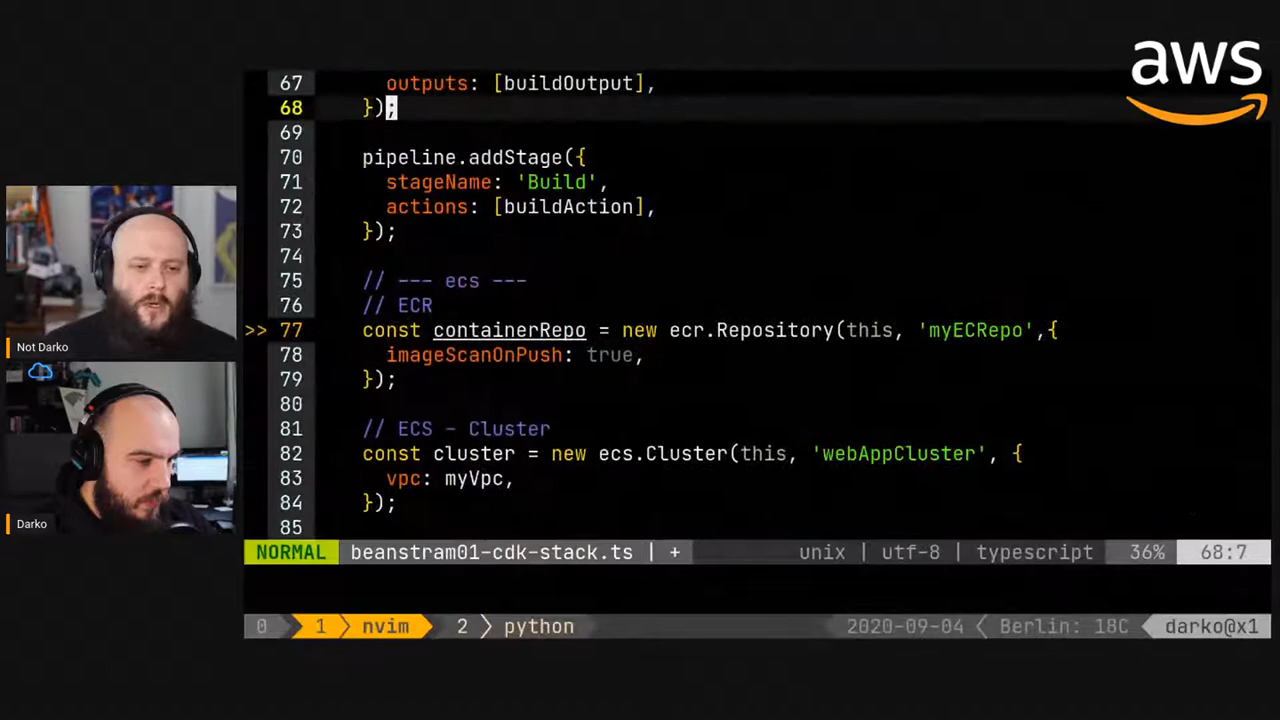 aws
67 outputs: [buildOutput],
68 });
69
70 pipeline.addStage({
71 stageName: 'Build',
72 actions: [buildAction],
73 });
74
75 // --- ecs ---
76 // ECR
>> 77 const containerRepo = new ecr.Repository(this, 'myECRepo',{
78 imageScanOnPush: true,
79 });
80
81 // ECS - Cluster
82 const cluster = new ecs.Cluster(this, 'webAppCluster', {
83 vpc: myVpc,
84 });
85
Not Darko
Darko
NORMAL beanstram01-cdk-stack.ts | + unix | utf-8 | typescript 36% 68:7
0 1 nvim 2 python 2020-09-04 Berlin: 18C darko@x1